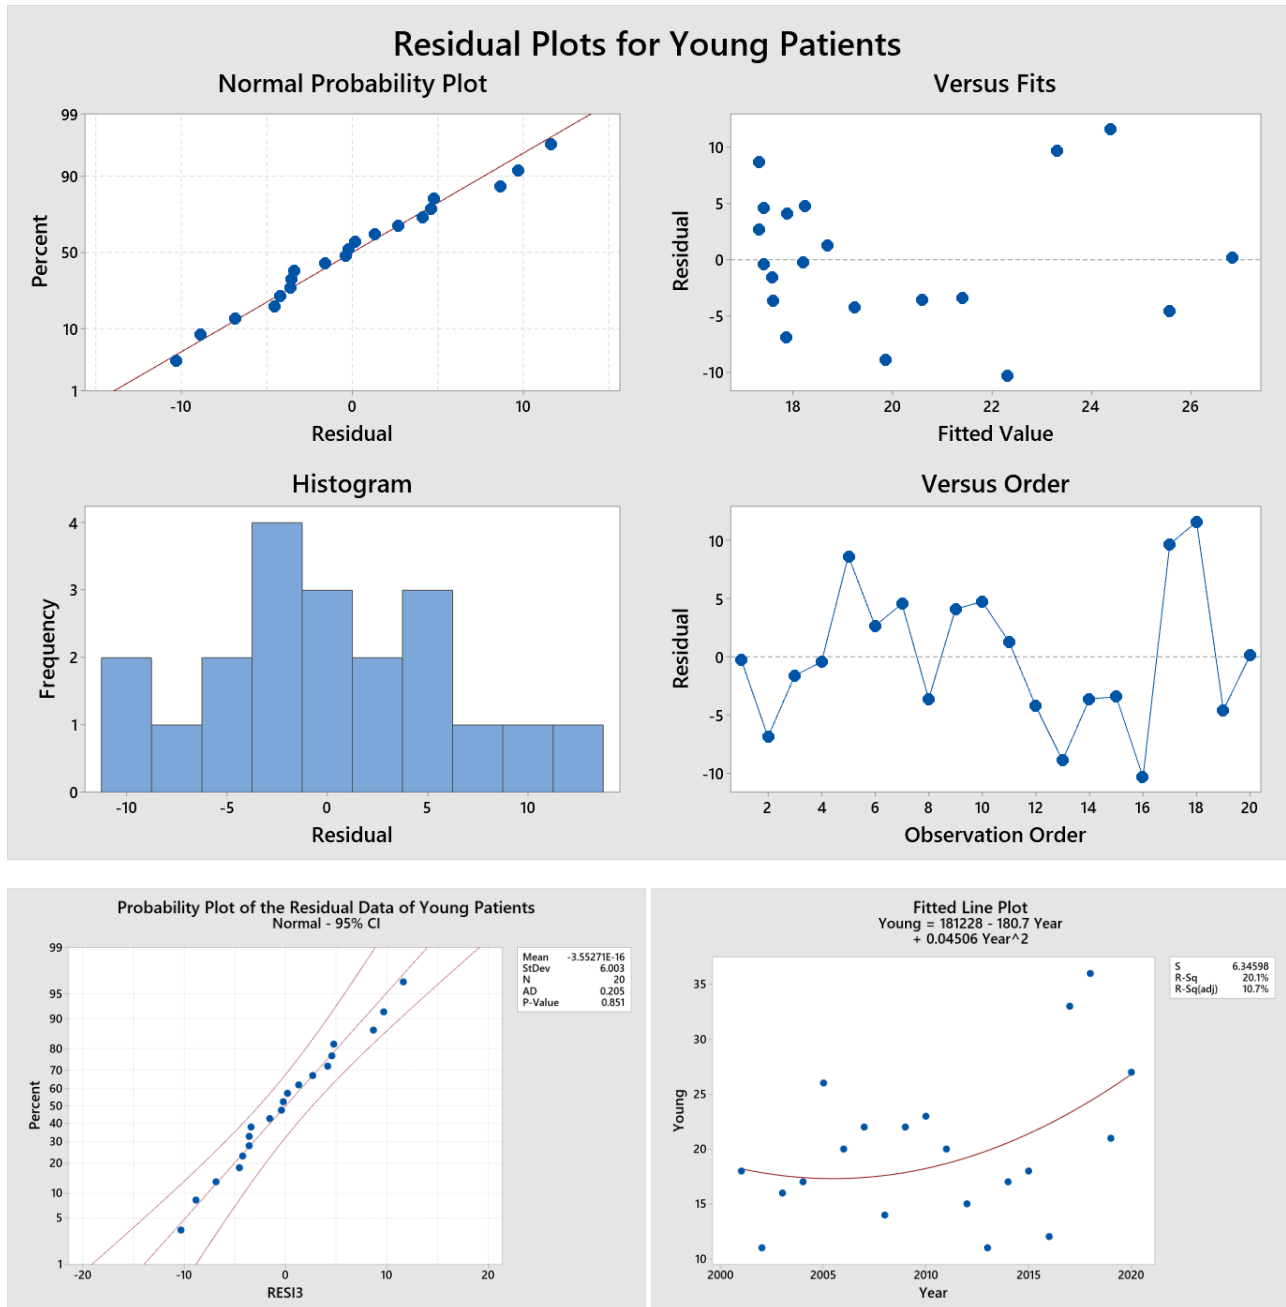 Residual Plots for Young Patients
Normal Probability Plot
99
90
50
10
1
Percent
-10 0 10
Residual
Versus Fits
10
5
0
-5
-10
Residual
18 20 22 24 26
Fitted Value
Histogram
4
3
2
1
0
Frequency
-10 -5 0 5 10
Residual
Versus Order
10
5
0
-5
-10
Residual
2 4 6 8 10 12 14 16 18 20
Observation Order
Probability Plot of the Residual Data of Young Patients
Normal - 95% CI
99
95
90
80
70
60
50
40
30
20
10
5
1
Percent
-20 -10 0 10 20
RESI3
Mean -3.55271E-16
StDev 6.003
N 20
AD 0.205
P-Value 0.851
Fitted Line Plot
Young = 181228 - 180.7 Year
+ 0.04506 Year^2
35
30
25
20
15
10
Young
2000 2005 2010 2015 2020
Year
S 6.34598
R-Sq 20.1%
R-Sq(adj) 10.7%